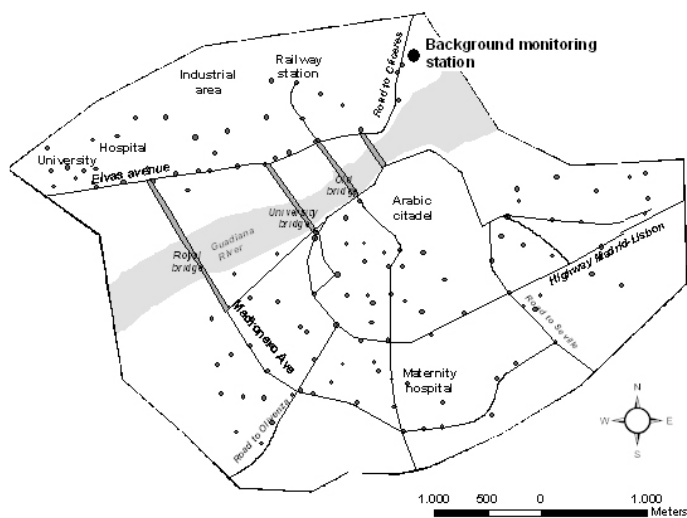 Background monitoring
station
Road to Cáceres
Railway
station
Industrial
area
Hospital
University
Elvas avenue
Old
bridge
Arabic
citadel
University
bridge
Guadiana
River
Royal
bridge
Highway Madrid-Lisbon
Road to Seville
Madronero Ave
Maternity
hospital
Road to Olivenza
N
W
E
S
1.000 500 0 1.000
Meters